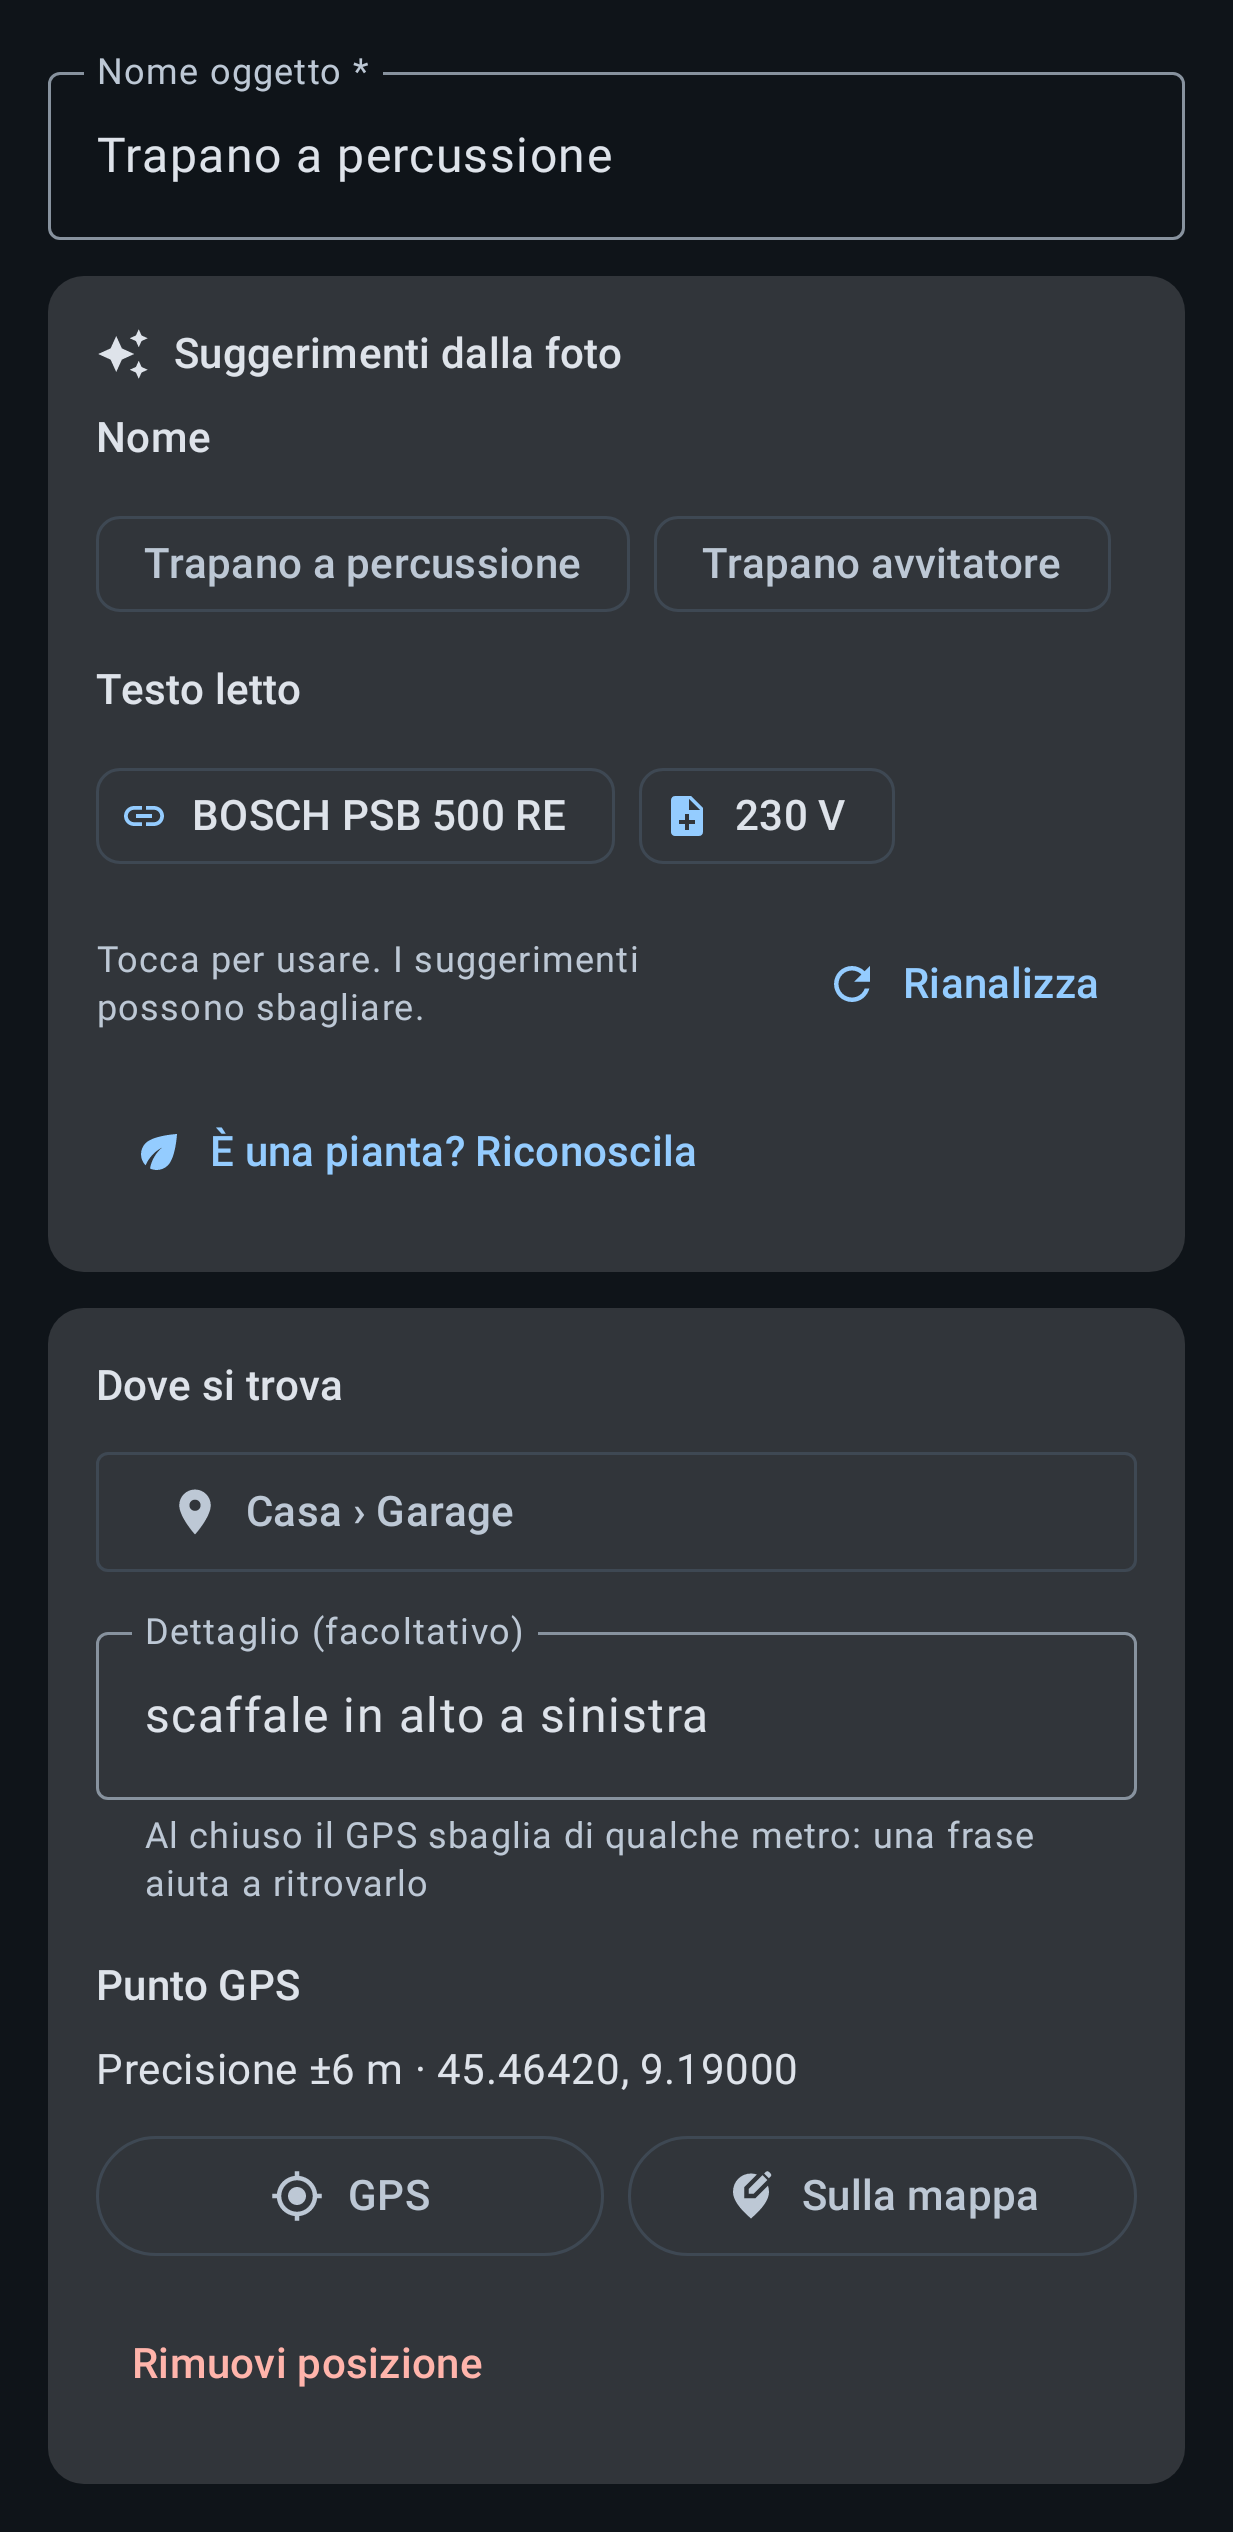 Nome oggetto *
Trapano a percussione
Suggerimenti dalla foto
Nome
Trapano a percussione
Trapano avvitatore
Testo letto
BOSCH PSB 500 RE
230 V
Tocca per usare. I suggerimenti
possono sbagliare.
Rianalizza
È una pianta? Riconoscila
Dove si trova
Casa › Garage
Dettaglio (facoltativo)
scaffale in alto a sinistra
Al chiuso il GPS sbaglia di qualche metro: una frase
aiuta a ritrovarlo
Punto GPS
Precisione ±6 m · 45.46420, 9.19000
GPS
Sulla mappa
Rimuovi posizione